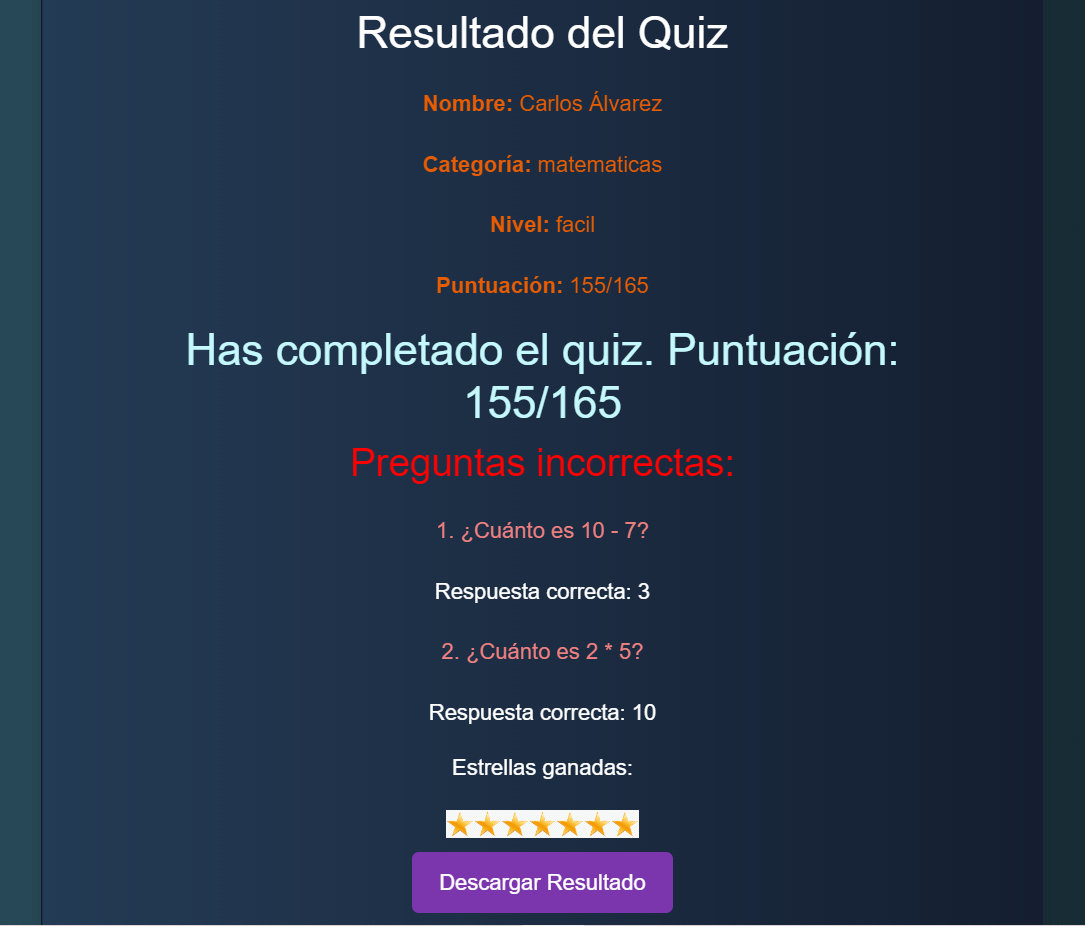 Resultado del Quiz
Nombre: Carlos Álvarez
Categoría: matematicas
Nivel: facil
Puntuación: 155/165
Has completado el quiz. Puntuación:
155/165
Preguntas incorrectas:
1. ¿Cuánto es 10 - 7?
Respuesta correcta: 3
2. ¿Cuánto es 2 * 5?
Respuesta correcta: 10
Estrellas ganadas:
Descargar Resultado